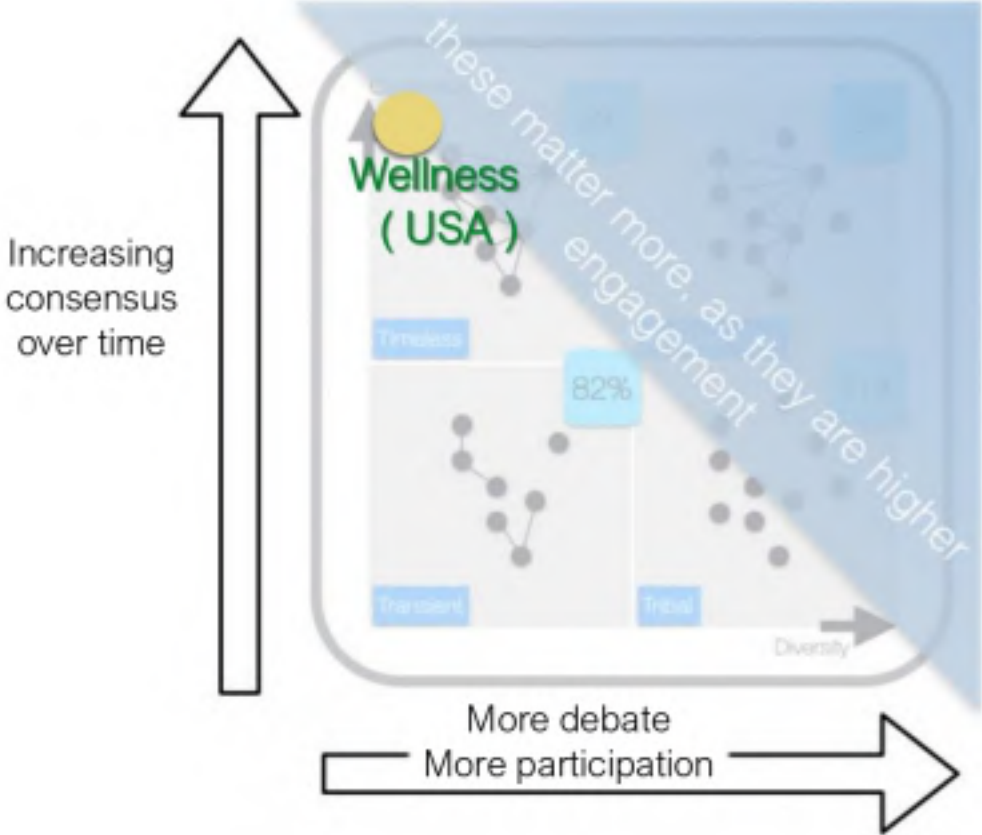 these matter more, as they are higher
engagement
Wellness
( USA )
Increasing
consensus
over time
Timeless
82%
Transient
Tribal
Diversity
More debate
More participation